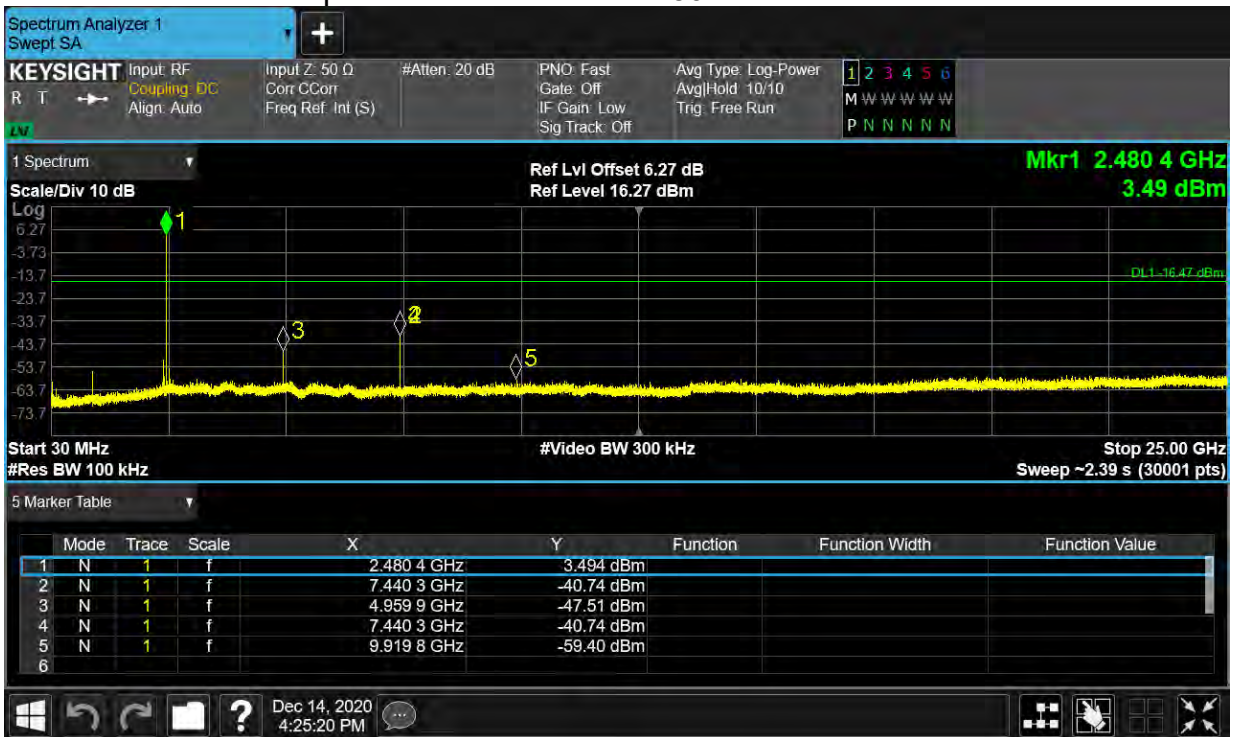 Spectrum Analyzer 1
Swept SA
+
KEYSIGHT Input: RF Input Z: 50 Ω #Atten: 20 dB PNO: Fast Avg Type: Log-Power 1 2 3 4 5 6
R T Coupling: DC Corr CCorr Gate: Off Avg|Hold: 10/10 M W W W W W
Align: Auto Freq Ref: Int (S) IF Gain: Low Trig: Free Run
Sig Track: Off P N N N N N
LXI
1 Spectrum Ref Lvl Offset 6.27 dB Mkr1 2.480 4 GHz
Scale/Div 10 dB Ref Level 16.27 dBm 3.49 dBm
Log
6.27
-3.73
-13.7
-23.7
-33.7
-43.7
-53.7
-63.7
-73.7
1
3
5
DL1 -16.47 dBm
Start 30 MHz #Video BW 300 kHz Stop 25.00 GHz
#Res BW 100 kHz Sweep ~2.39 s (30001 pts)
5 Marker Table
Mode Trace Scale X Y Function Function Width Function Value
1 N 1 f 2.480 4 GHz 3.494 dBm
2 N 1 f 7.440 3 GHz -40.74 dBm
3 N 1 f 4.959 9 GHz -47.51 dBm
4 N 1 f 7.440 3 GHz -40.74 dBm
5 N 1 f 9.919 8 GHz -59.40 dBm
6
? Dec 14, 2020
4:25:20 PM